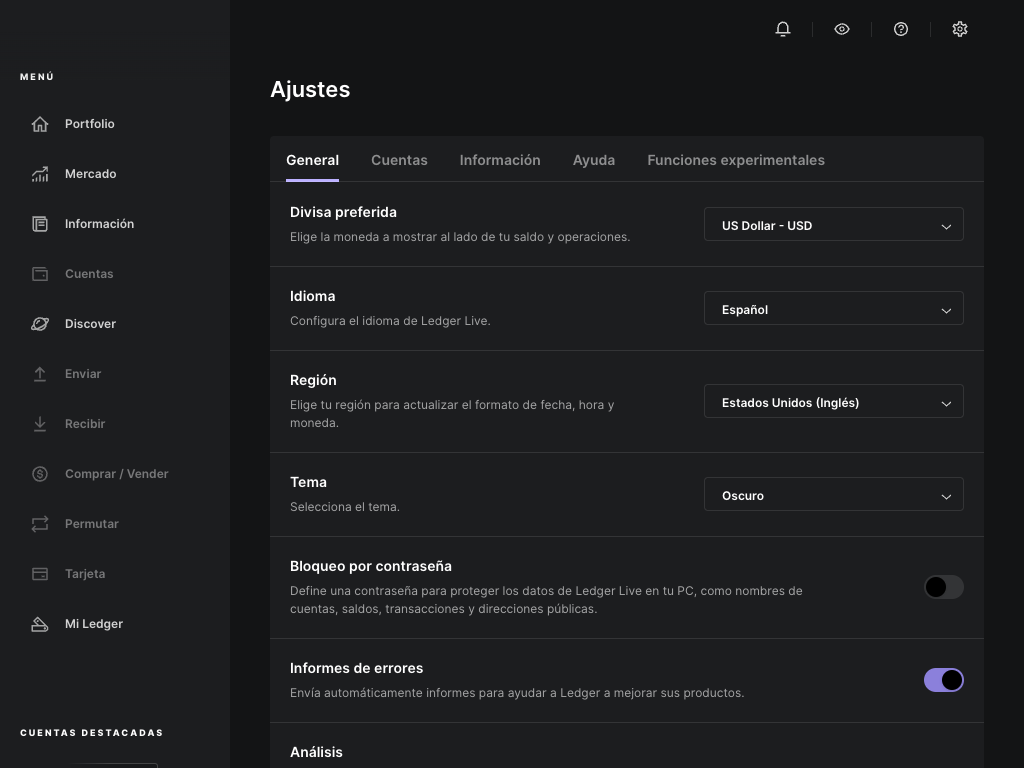 MENÚ
Portfolio
Mercado
Información
Cuentas
Discover
Enviar
Recibir
Comprar / Vender
Permutar
Tarjeta
Mi Ledger
CUENTAS DESTACADAS
Ajustes
General
Cuentas
Información
Ayuda
Funciones experimentales
Divisa preferida
Elige la moneda a mostrar al lado de tu saldo y operaciones.
US Dollar - USD
Idioma
Configura el idioma de Ledger Live.
Español
Región
Elige tu región para actualizar el formato de fecha, hora y
moneda.
Estados Unidos (Inglés)
Tema
Selecciona el tema.
Oscuro
Bloqueo por contraseña
Define una contraseña para proteger los datos de Ledger Live en tu PC, como nombres de
cuentas, saldos, transacciones y direcciones públicas.
Informes de errores
Envía automáticamente informes para ayudar a Ledger a mejorar sus productos.
Análisis